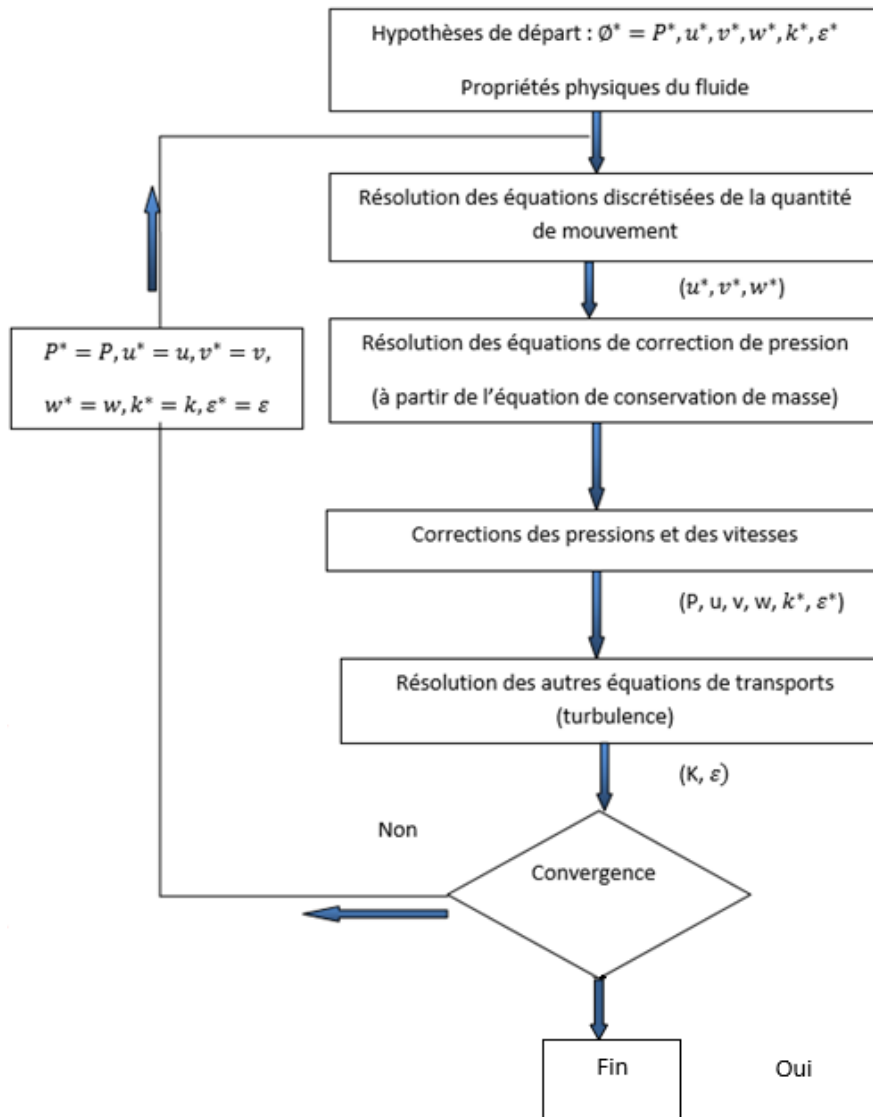 Hypothèses de départ : Ø* = P*, u*, v*, w*, k*, ε*
Propriétés physiques du fluide
Résolution des équations discrétisées de la quantité
de mouvement
(u*, v*, w*)
P* = P, u* = u, v* = v,
w* = w, k* = k, ε* = ε
Résolution des équations de correction de pression
(à partir de l'équation de conservation de masse)
Corrections des pressions et des vitesses
(P, u, v, w, k*, ε*)
Résolution des autres équations de transports
(turbulence)
(K, ε)
Non
Convergence
Fin
Oui